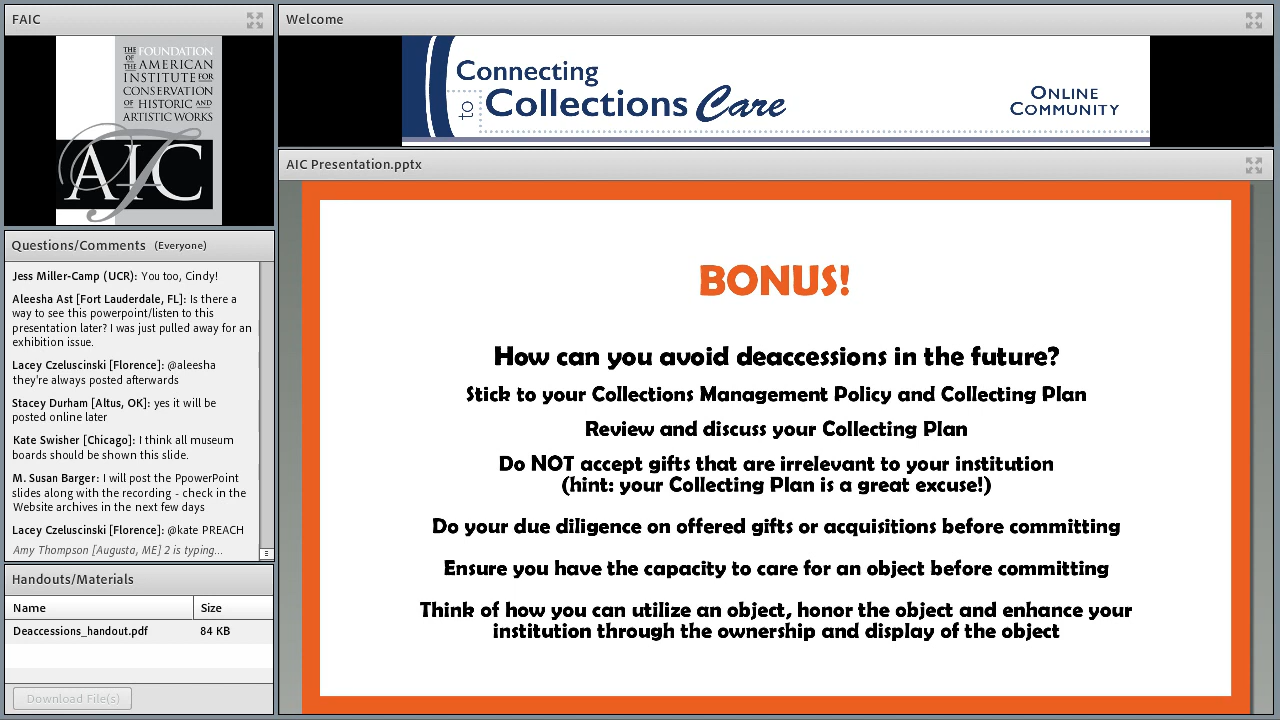 FAIC
THE FOUNDATION
OF THE AMERICAN
INSTITUTE FOR
CONSERVATION
OF HISTORIC AND
ARTISTIC WORKS
AIC
Welcome
Connecting
to Collections Care
ONLINE
COMMUNITY
Questions/Comments (Everyone)
Jess Miller-Camp (UCR): You too, Cindy!
Aleesha Ast [Fort Lauderdale, FL]: Is there a
way to see this powerpoint/listen to this
presentation later? I was just pulled away for an
exhibition issue.
Lacey Czeluscinski [Florence]: @aleesha
they're always posted afterwards
Stacey Durham [Altus, OK]: yes it will be
posted online later
Kate Swisher [Chicago]: I think all museum
boards should be shown this slide.
M. Susan Barger: I will post the PpowerPoint
slides along with the recording - check in the
Website archives in the next few days
Lacey Czeluscinski [Florence]: @kate PREACH
Amy Thompson [Augusta, ME] 2 is typing...
Handouts/Materials
Name Size
Deaccessions_handout.pdf 84 KB
Download File(s)
AIC Presentation.pptx
BONUS!
How can you avoid deaccessions in the future?
Stick to your Collections Management Policy and Collecting Plan
Review and discuss your Collecting Plan
Do NOT accept gifts that are irrelevant to your institution
(hint: your Collecting Plan is a great excuse!)
Do your due diligence on offered gifts or acquisitions before committing
Ensure you have the capacity to care for an object before committing
Think of how you can utilize an object, honor the object and enhance your
institution through the ownership and display of the object